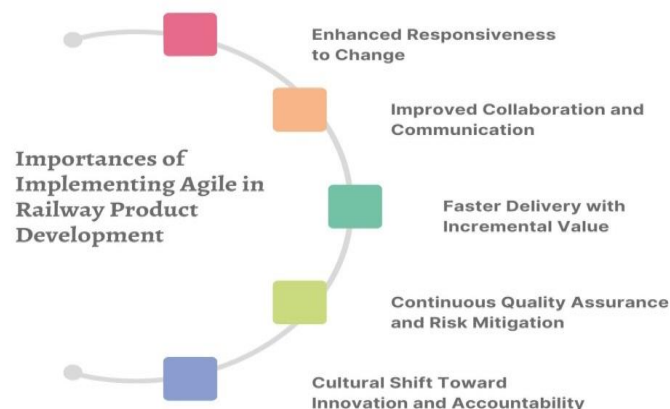 Enhanced Responsiveness
to Change
Improved Collaboration and
Communication
Importances of
Implementing Agile in
Railway Product
Development
Faster Delivery with
Incremental Value
Continuous Quality Assurance
and Risk Mitigation
Cultural Shift Toward
Innovation and Accountability